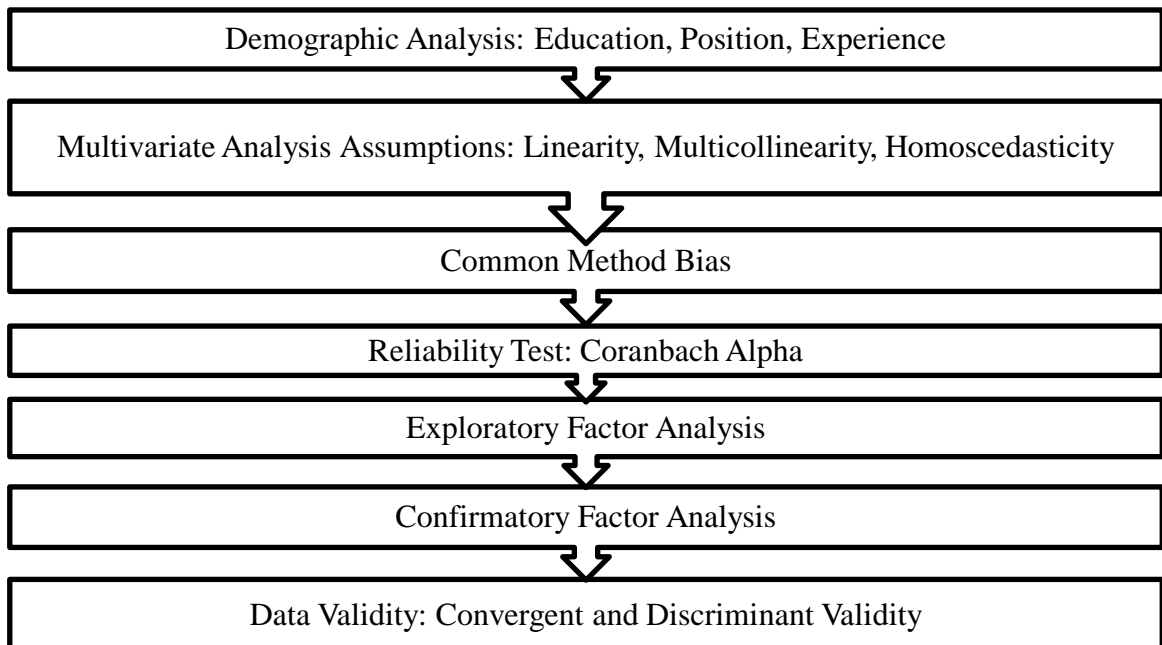 Demographic Analysis: Education, Position, Experience
Multivariate Analysis Assumptions: Linearity, Multicollinearity, Homoscedasticity
Common Method Bias
Reliability Test: Coranbach Alpha
Exploratory Factor Analysis
Confirmatory Factor Analysis
Data Validity: Convergent and Discriminant Validity